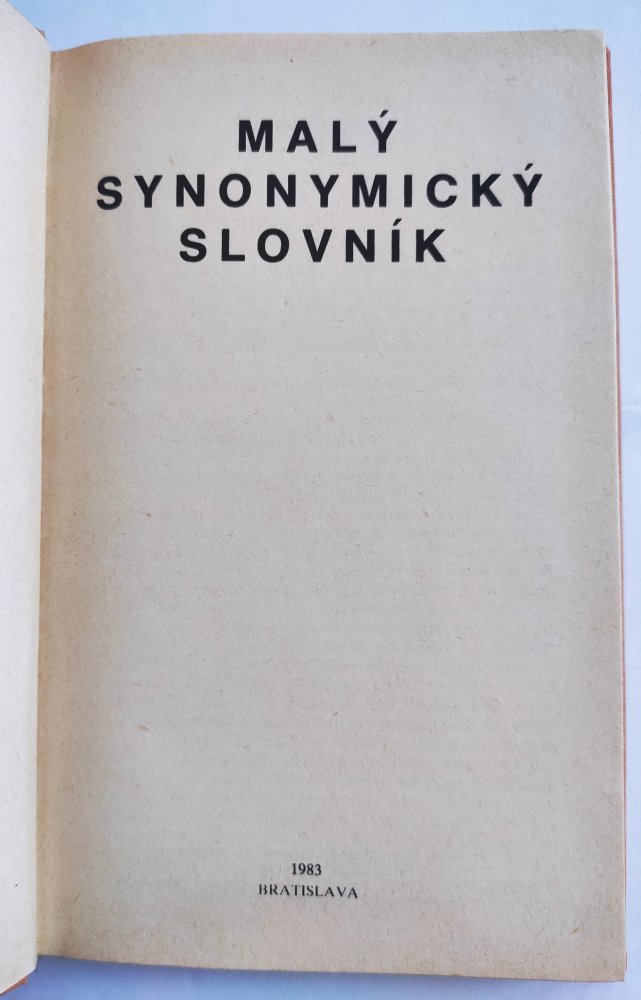 MALÝ
SYNONYMICKÝ
SLOVNÍK
1983
BRATISLAVA